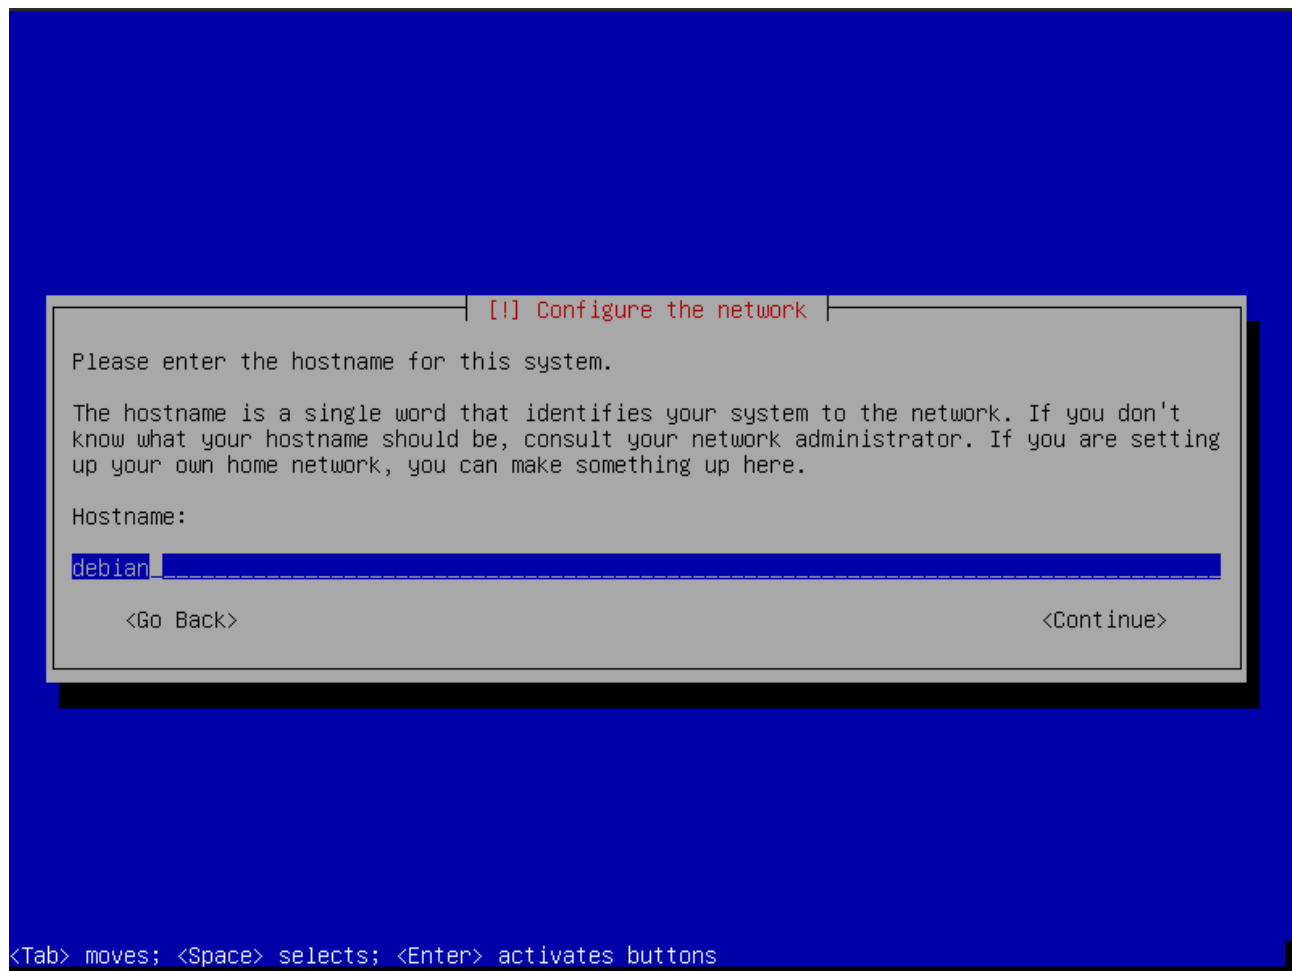 [!] Configure the network
Please enter the hostname for this system.
The hostname is a single word that identifies your system to the network. If you don't
know what your hostname should be, consult your network administrator. If you are setting
up your own home network, you can make something up here.
Hostname:
debian
<Go Back> <Continue>
<Tab> moves; <Space> selects; <Enter> activates buttons